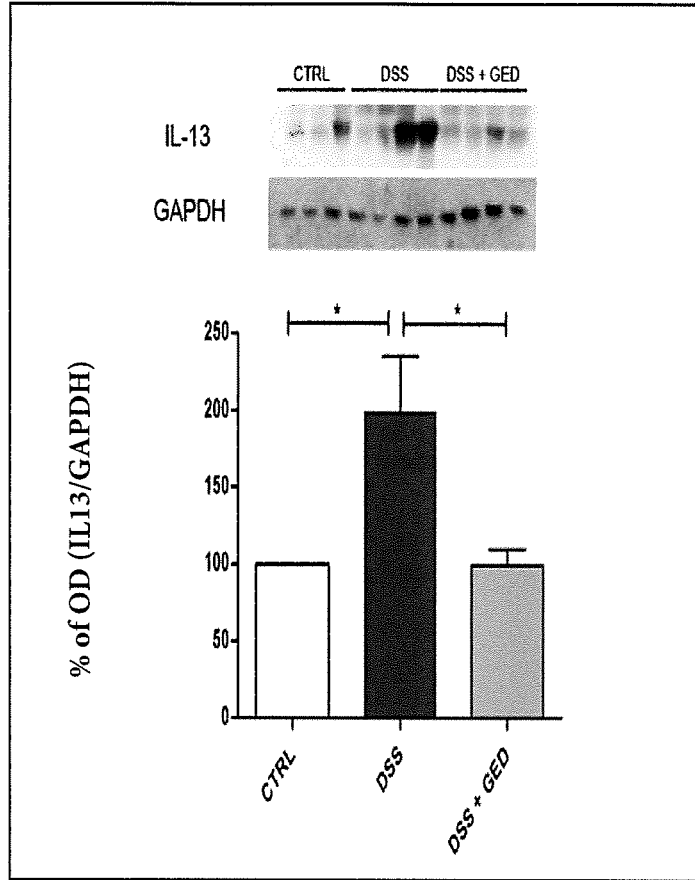 CTRL DSS DSS + GED
IL-13
GAPDH
* *
250
200
150
100
50
0
% of OD (IL13/GAPDH)
CTRL
DSS
DSS + GED